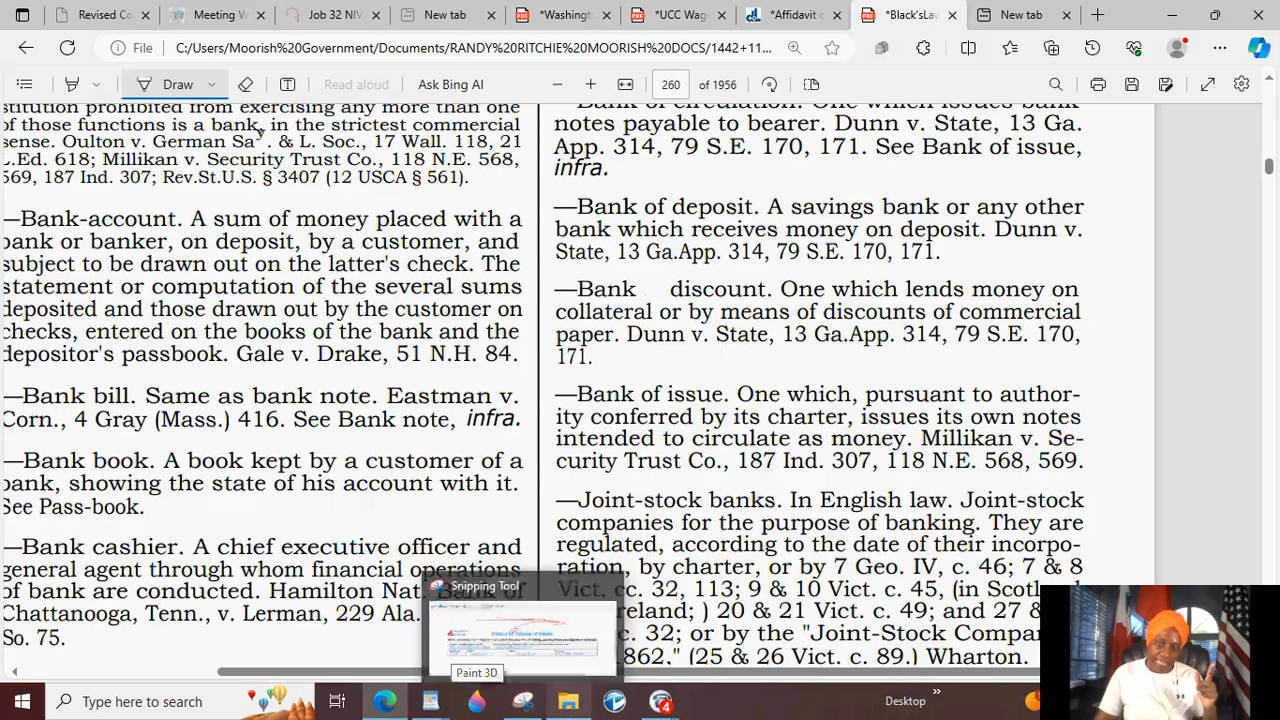 Revised Co
Meeting W
Job 32 NIV
New tab
*Washingto
*UCC Wag
*Affidavit c
*Black'sLav
New tab
File
C:/Users/Moorish%20Government/Documents/RANDY%20RITCHIE%20MOORISH%20DOCS/1442+11...
Draw
Read aloud
Ask Bing AI
260 of 1956
stitution prohibited from exercising any more than one
of those functions is a bank, in the strictest commercial
sense. Oulton v. German Sa . & L. Soc., 17 Wall. 118, 21
L.Ed. 618; Millikan v. Security Trust Co., 118 N.E. 568,
569, 187 Ind. 307; Rev.St.U.S. § 3407 (12 USCA § 561).
—Bank-account. A sum of money placed with a
bank or banker, on deposit, by a customer, and
subject to be drawn out on the latter's check. The
statement or computation of the several sums
deposited and those drawn out by the customer on
checks, entered on the books of the bank and the
depositor's passbook. Gale v. Drake, 51 N.H. 84.
—Bank bill. Same as bank note. Eastman v.
Corn., 4 Gray (Mass.) 416. See Bank note, infra.
—Bank book. A book kept by a customer of a
bank, showing the state of his account with it.
See Pass-book.
—Bank cashier. A chief executive officer and
general agent through whom financial operations
of bank are conducted. Hamilton Nat. Bank of
Chattanooga, Tenn., v. Lerman, 229 Ala.
So. 75.
—Bank of circulation. One which issues bank
notes payable to bearer. Dunn v. State, 13 Ga.
App. 314, 79 S.E. 170, 171. See Bank of issue,
infra.
—Bank of deposit. A savings bank or any other
bank which receives money on deposit. Dunn v.
State, 13 Ga.App. 314, 79 S.E. 170, 171.
—Bank discount. One which lends money on
collateral or by means of discounts of commercial
paper. Dunn v. State, 13 Ga.App. 314, 79 S.E. 170,
171.
—Bank of issue. One which, pursuant to author-
ity conferred by its charter, issues its own notes
intended to circulate as money. Millikan v. Se-
curity Trust Co., 187 Ind. 307, 118 N.E. 568, 569.
—Joint-stock banks. In English law. Joint-stock
companies for the purpose of banking. They are
regulated, according to the date of their incorpo-
ration, by charter, or by 7 Geo. IV, c. 46; 7 & 8
Vict. cc. 32, 113; 9 & 10 Vict. c. 45, (in Scotl
reland; ) 20 & 21 Vict. c. 49; and 27 &
c. 32; or by the "Joint-Stock Compan
862," (25 & 26 Vict. c. 89.) Wharton.
Snipping Tool
Paint 3D
Type here to search
4
Desktop